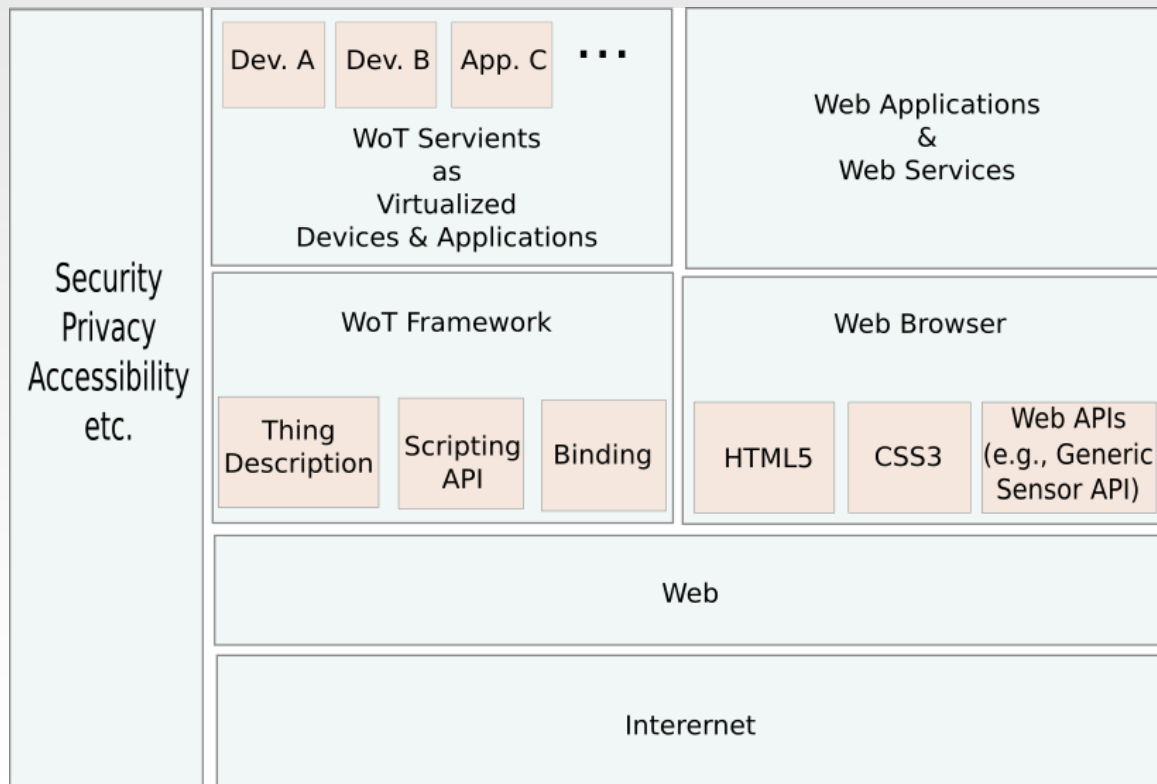 Security
Privacy
Accessibility
etc.
Dev. A
Dev. B
App. C
...
WoT Servients
as
Virtualized
Devices & Applications
Web Applications
&
Web Services
WoT Framework
Thing
Description
Scripting
API
Binding
Web Browser
HTML5
CSS3
Web APIs
(e.g., Generic
Sensor API)
Web
Interernet